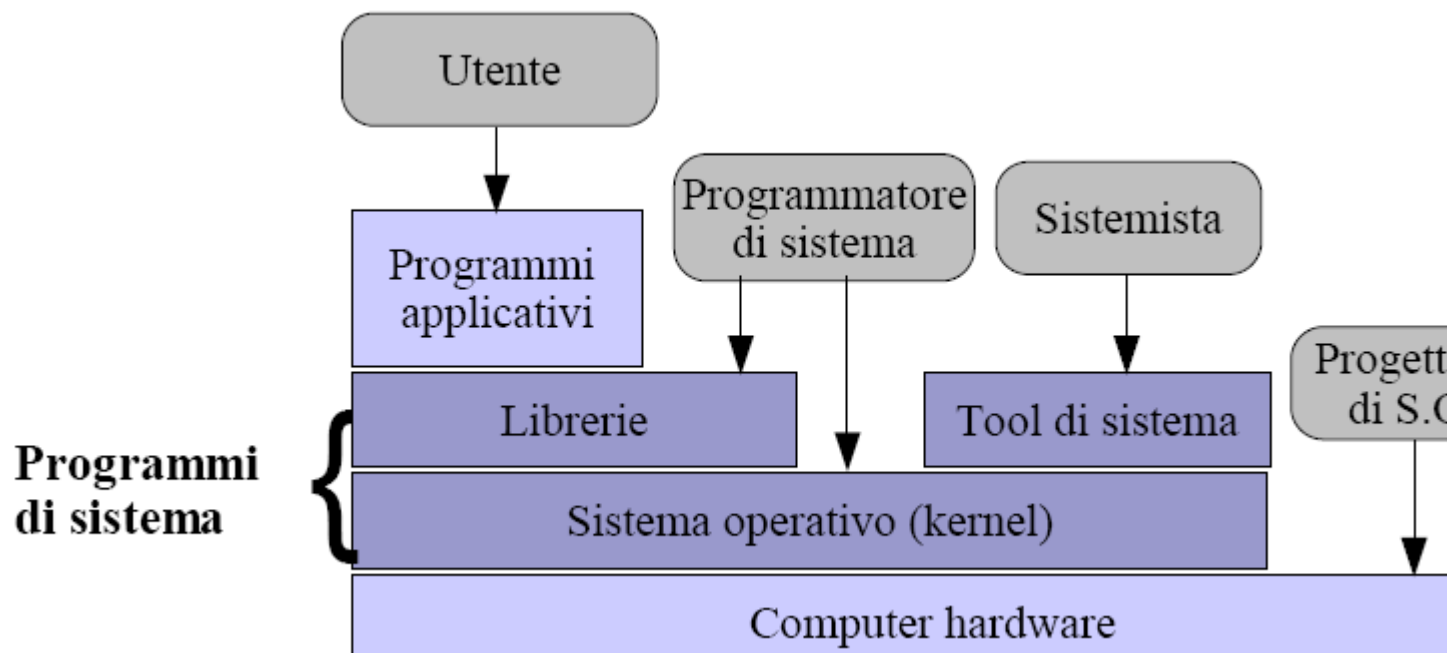 Utente
Programmatore
di sistema
Sistemista
Programmi
applicativi
Librerie
Tool di sistema
di S.
Programmi
di sistema
Sistema operativo (kernel)
Computer hardware